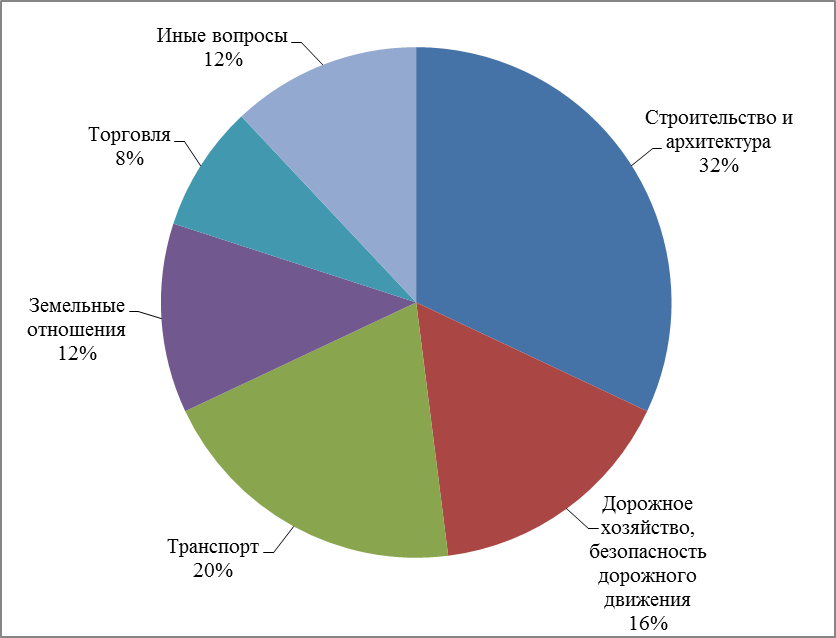 Иные вопросы
12%
Строительство и
архитектура
32%
Торговля
8%
Земельные
отношения
12%
Дорожное
хозяйство,
безопасность
дорожного
движения
16%
Транспорт
20%